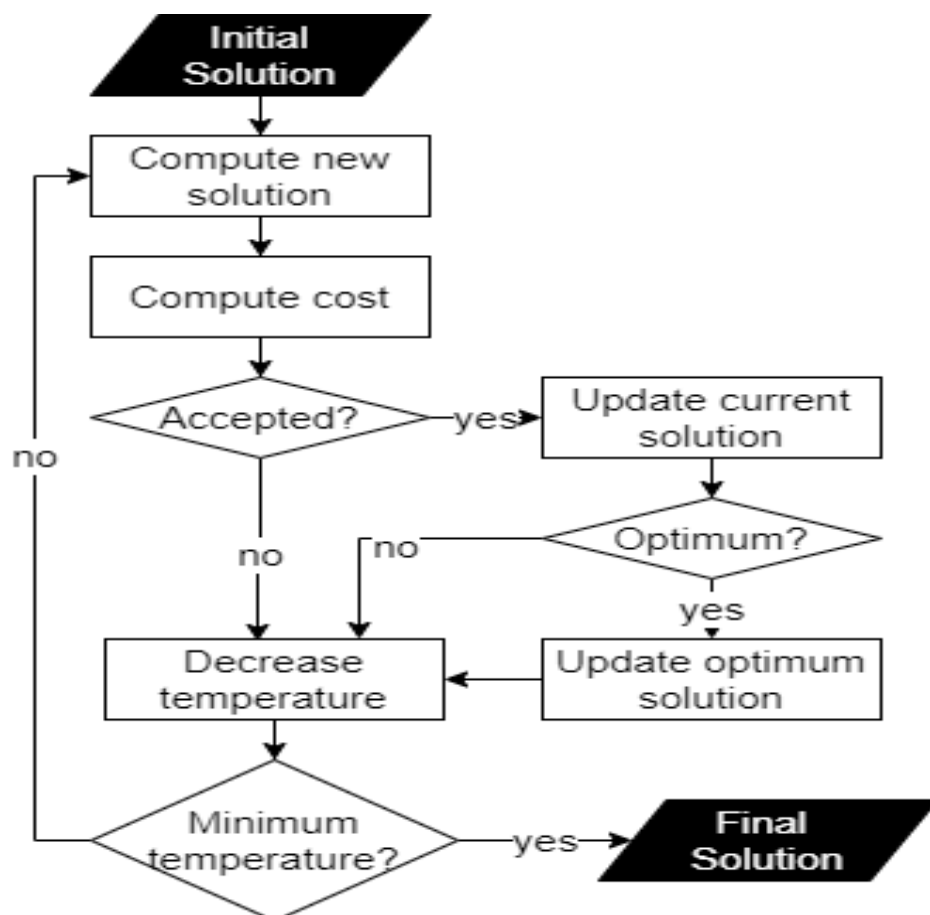 Initial
Solution
Compute new
solution
Compute cost
Accepted?
yes
Update current
solution
no
no
Optimum?
no
yes
Decrease
temperature
Update optimum
solution
Minimum
temperature?
yes
Final
Solution